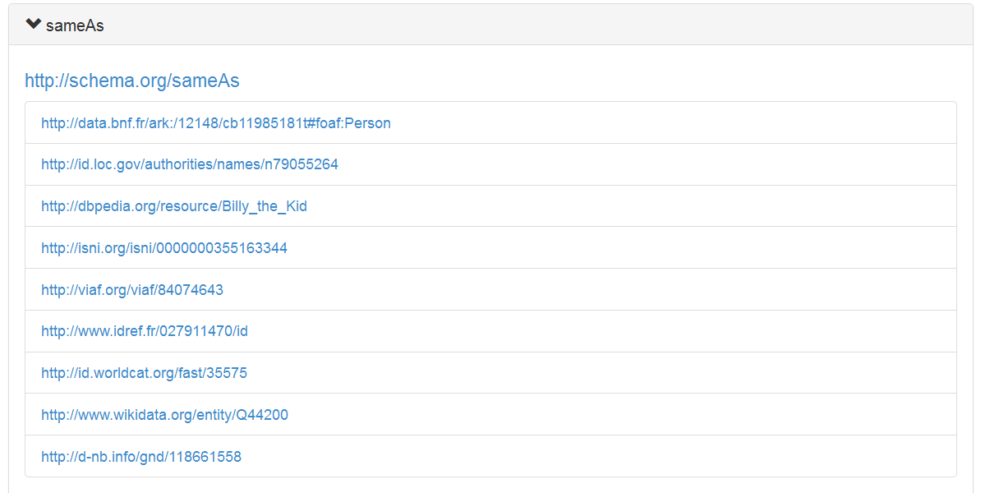 sameAs
http://schema.org/sameAs
http://data.bnf.fr/ark:/12148/cb11985181t#foaf:Person
http://id.loc.gov/authorities/names/n79055264
http://dbpedia.org/resource/Billy_the_Kid
http://isni.org/isni/0000000355163344
http://viaf.org/viaf/84074643
http://www.idref.fr/027911470/id
http://id.worldcat.org/fast/35575
http://www.wikidata.org/entity/Q44200
http://d-nb.info/gnd/118661558